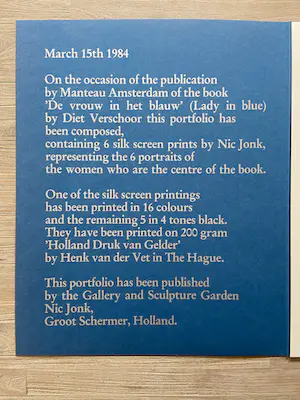 March 15th 1984
On the occasion of the publication
by Manteau Amsterdam of the book
'De vrouw in het blauw' (Lady in blue)
by Diet Verschoor this portfolio has
been composed,
containing 6 silk screen prints by Nic Jonk,
representing the 6 portraits of
the women who are the centre of the book.
One of the silk screen printings
has been printed in 16 colours
and the remaining 5 in 4 tones black.
They have been printed on 200 gram
'Holland Druk van Gelder'
by Henk van der Vet in The Hague.
This portfolio has been published
by the Gallery and Sculpture Garden
Nic Jonk,
Groot Schermer, Holland.